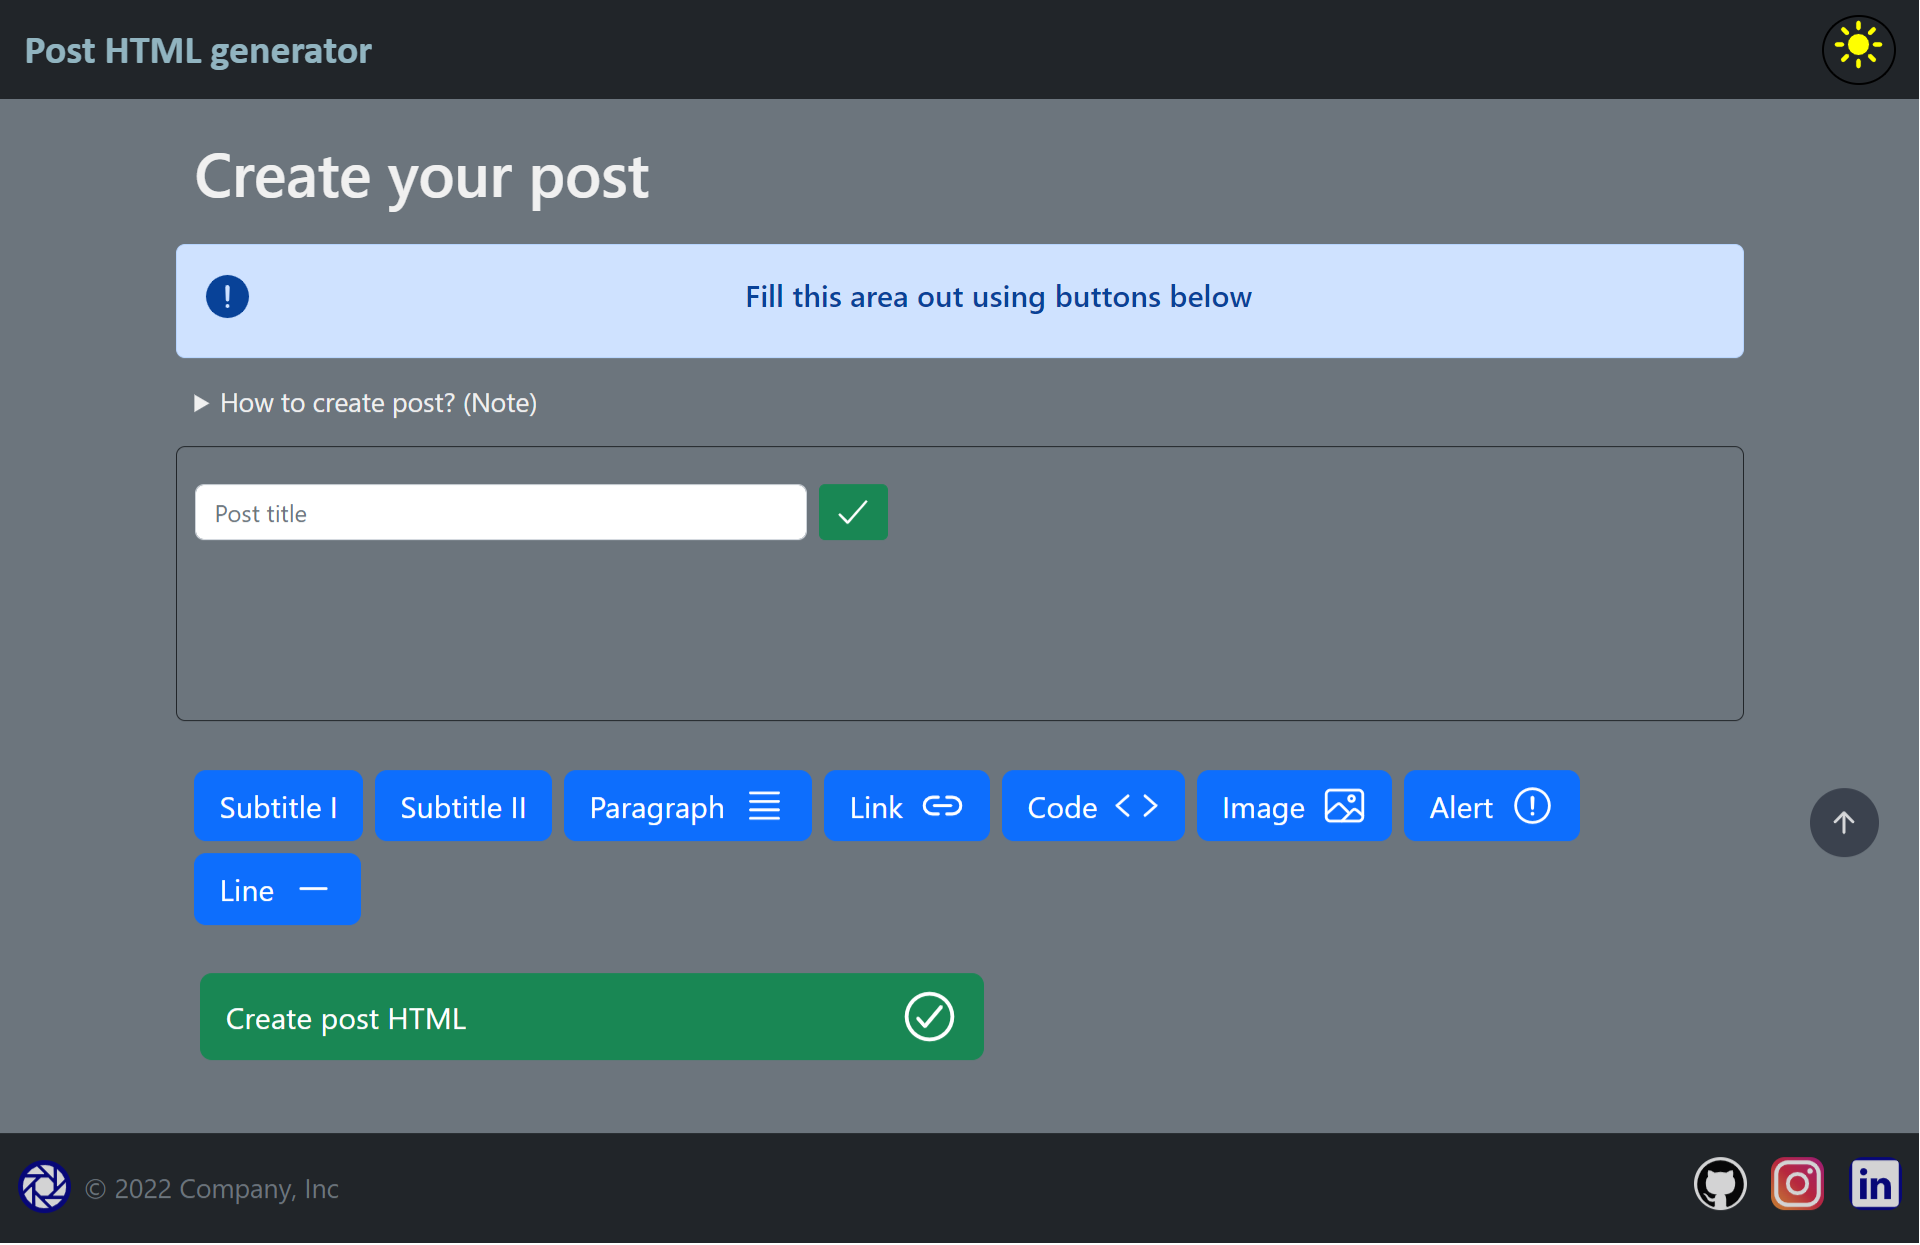 Post HTML generator
Create your post
Fill this area out using buttons below
How to create post? (Note)
Post title
Subtitle I
Subtitle II
Paragraph
Link
Code
Image
Alert
Line
Create post HTML
© 2022 Company, Inc
in